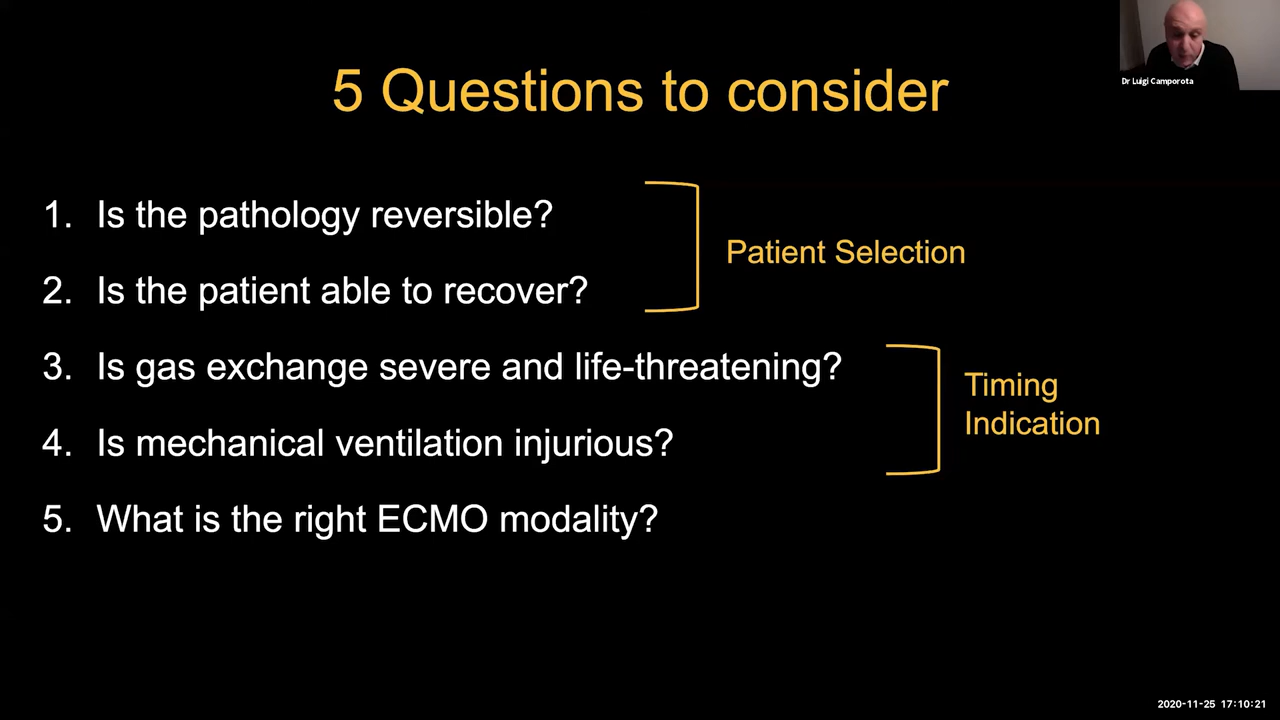 Dr Luigi Camporota
5 Questions to consider
1. Is the pathology reversible?
2. Is the patient able to recover?
Patient Selection
3. Is gas exchange severe and life-threatening?
4. Is mechanical ventilation injurious?
Timing
Indication
5. What is the right ECMO modality?
2020-11-25 17:10:21